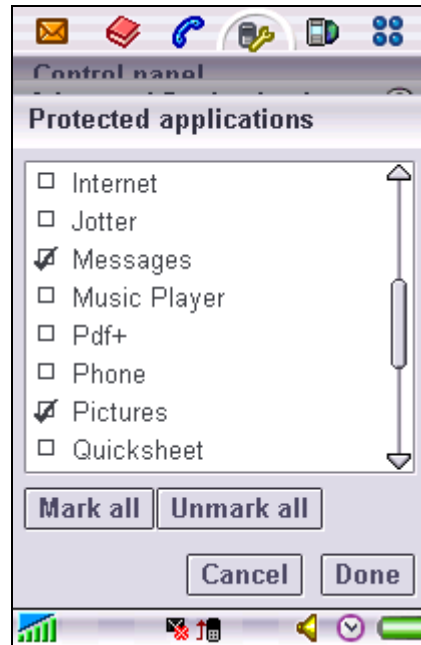 Control panel
Protected applications
Internet
Jotter
Messages
Music Player
Pdf+
Phone
Pictures
Quicksheet
Mark all Unmark all
Cancel Done